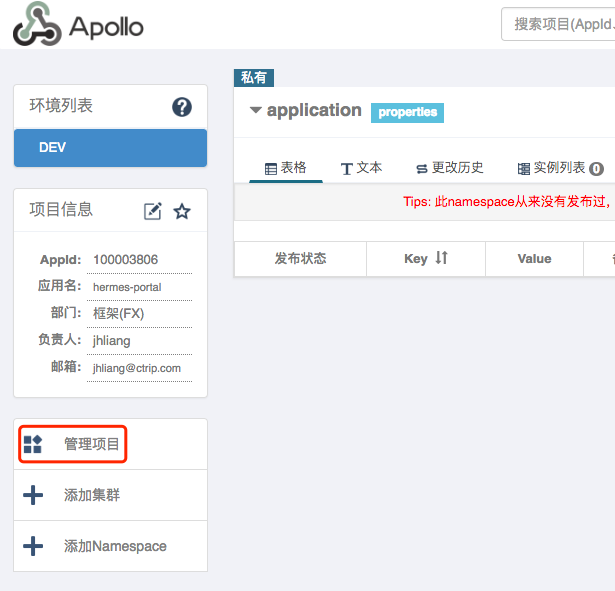 Apollo
搜索项目(AppId.
环境列表
DEV
项目信息
AppId: 100003806
应用名: hermes-portal
部门: 框架(FX)
负责人: jhliang
邮箱: jhliang@ctrip.com
管理项目
添加集群
添加Namespace
私有
application properties
表格 文本 更改历史 实例列表 0
Tips: 此namespace从来没有发布过，
发布状态 Key Value